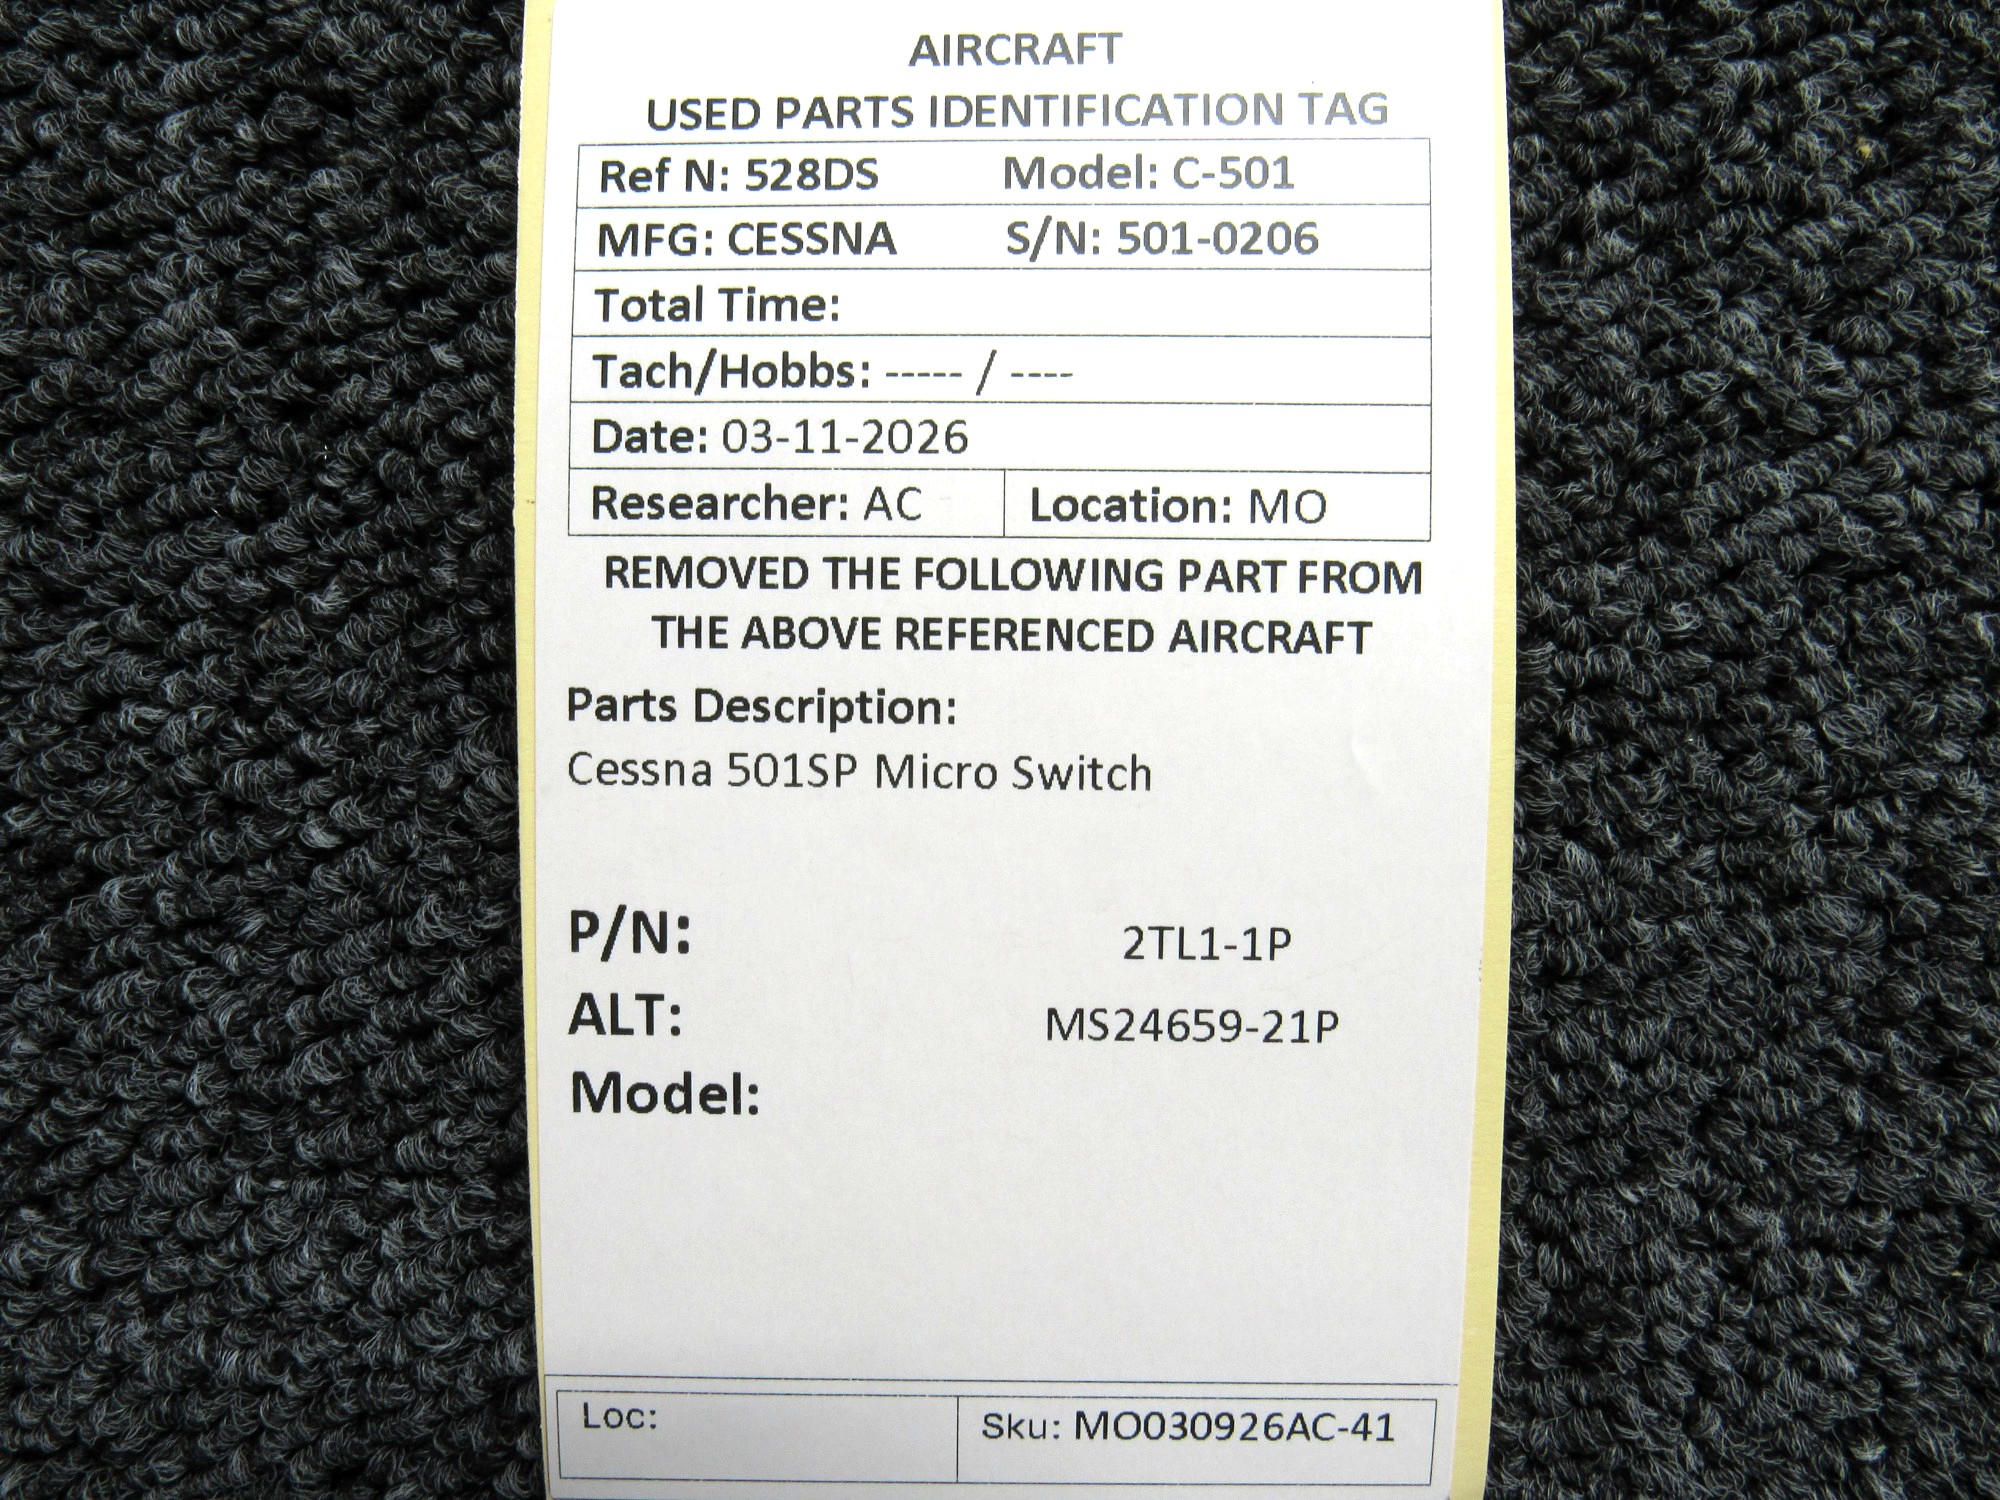 AIRCRAFT
USED PARTS IDENTIFICATION TAG
Ref N: 528DS Model: C-501
MFG: CESSNA S/N: 501-0206
Total Time:
Tach/Hobbs: ----- / ----
Date: 03-11-2026
Researcher: AC Location: MO
REMOVED THE FOLLOWING PART FROM
THE ABOVE REFERENCED AIRCRAFT
Parts Description:
Cessna 501SP Micro Switch
P/N: 2TL1-1P
ALT: MS24659-21P
Model:
Loc: Sku: MO030926AC-41